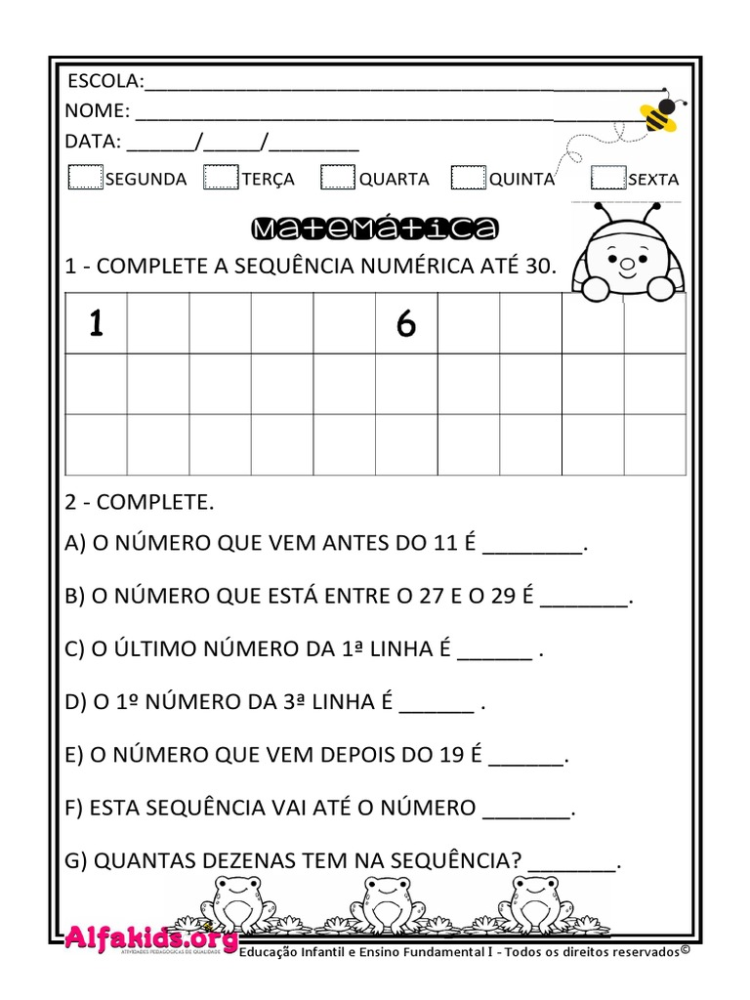 ESCOLA:
NOME:
DATA: ______/_____/________
SEGUNDA TERÇA QUARTA QUINTA SEXTA
MATEMÁTICA
1 - COMPLETE A SEQUÊNCIA NUMÉRICA ATÉ 30.
1 6
2 - COMPLETE.
A) O NÚMERO QUE VEM ANTES DO 11 É ________.
B) O NÚMERO QUE ESTÁ ENTRE O 27 E O 29 É _______.
C) O ÚLTIMO NÚMERO DA 1ª LINHA É ______ .
D) O 1º NÚMERO DA 3ª LINHA É ______ .
E) O NÚMERO QUE VEM DEPOIS DO 19 É ______.
F) ESTA SEQUÊNCIA VAI ATÉ O NÚMERO _______.
G) QUANTAS DEZENAS TEM NA SEQUÊNCIA? _______.
Alfakids.org
ATIVIDADES PEDAGÓGICAS DE QUALIDADE
Educação Infantil e Ensino Fundamental I - Todos os direitos reservados©